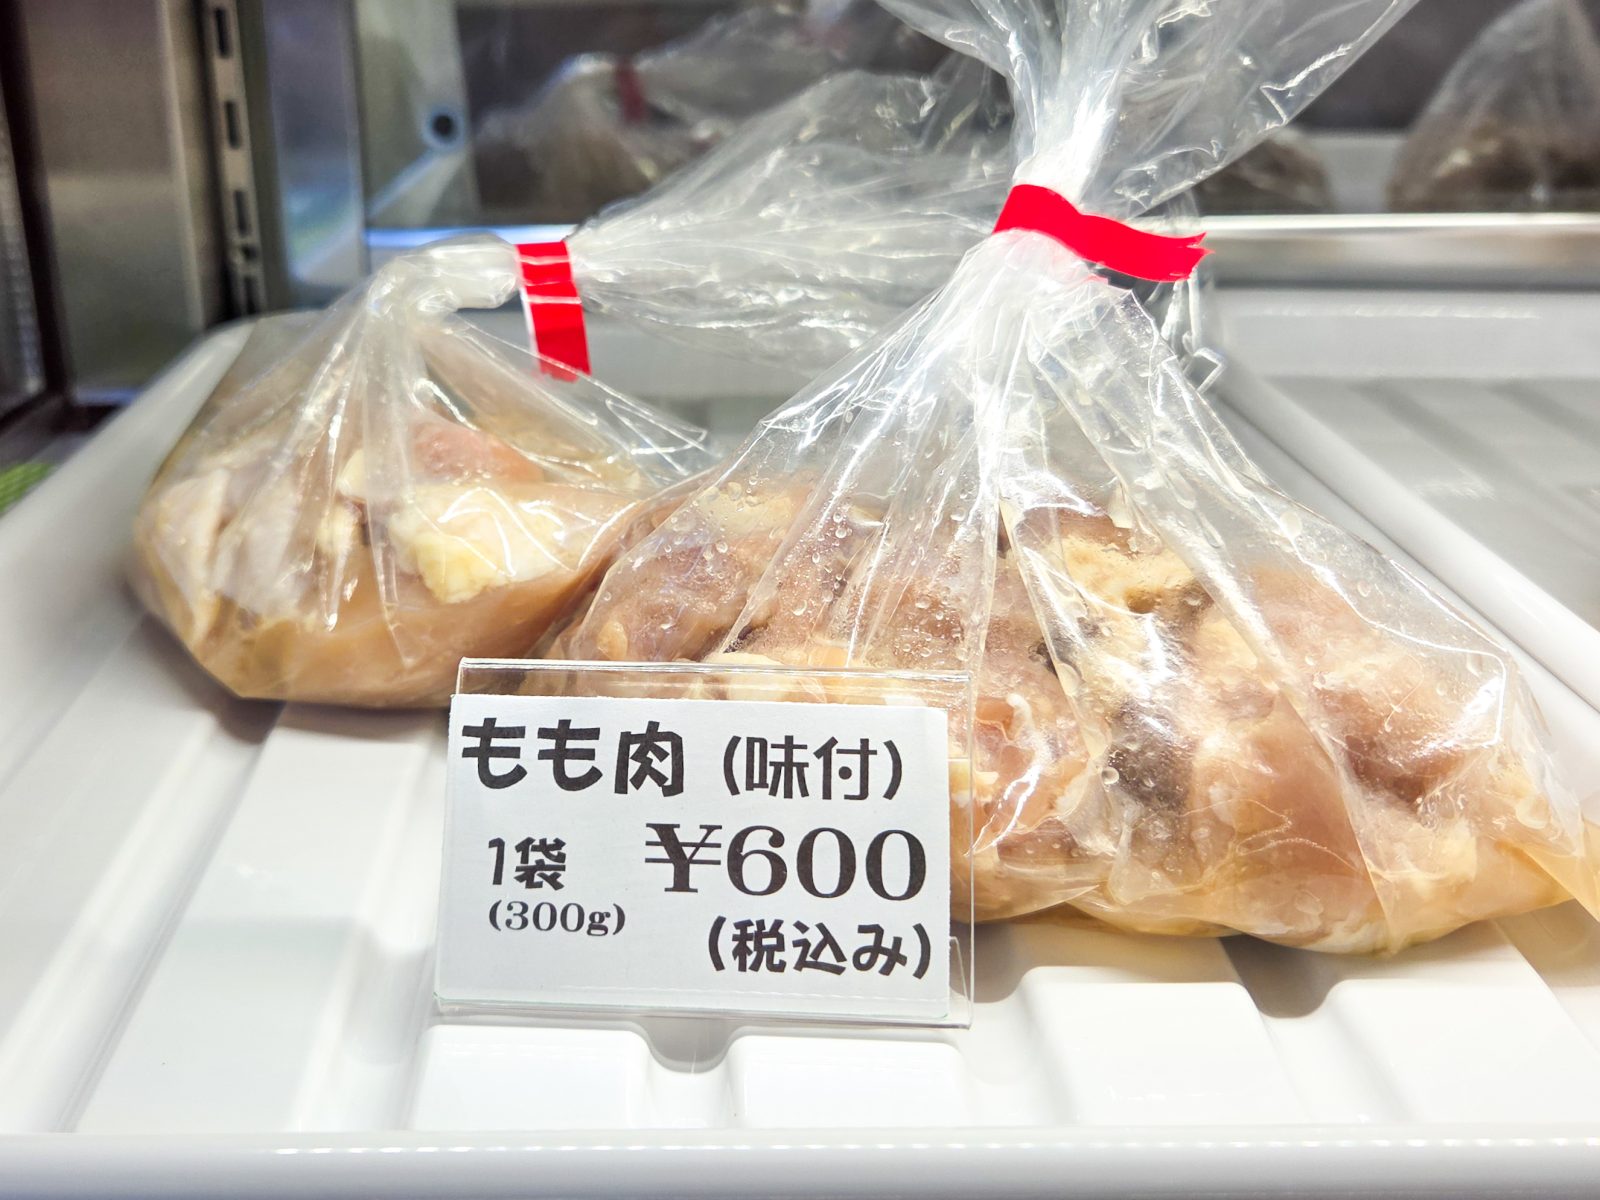 もも肉 (味付)
1袋 ¥600
(300g) (税込み)